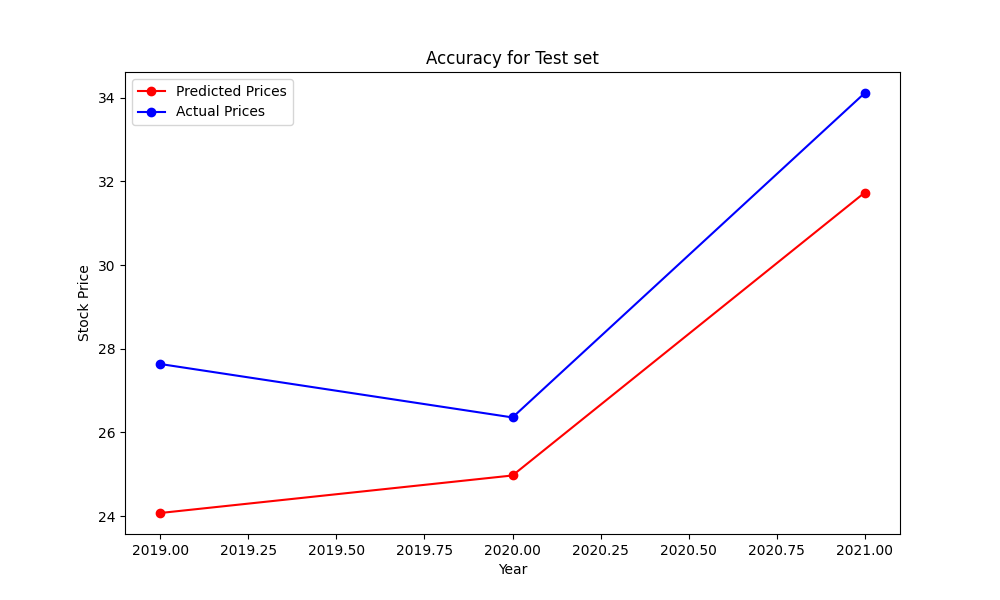 Accuracy for Test set
Predicted Prices
Actual Prices
34
32
30
28
26
24
Stock Price
2019.00 2019.25 2019.50 2019.75 2020.00 2020.25 2020.50 2020.75 2021.00
Year